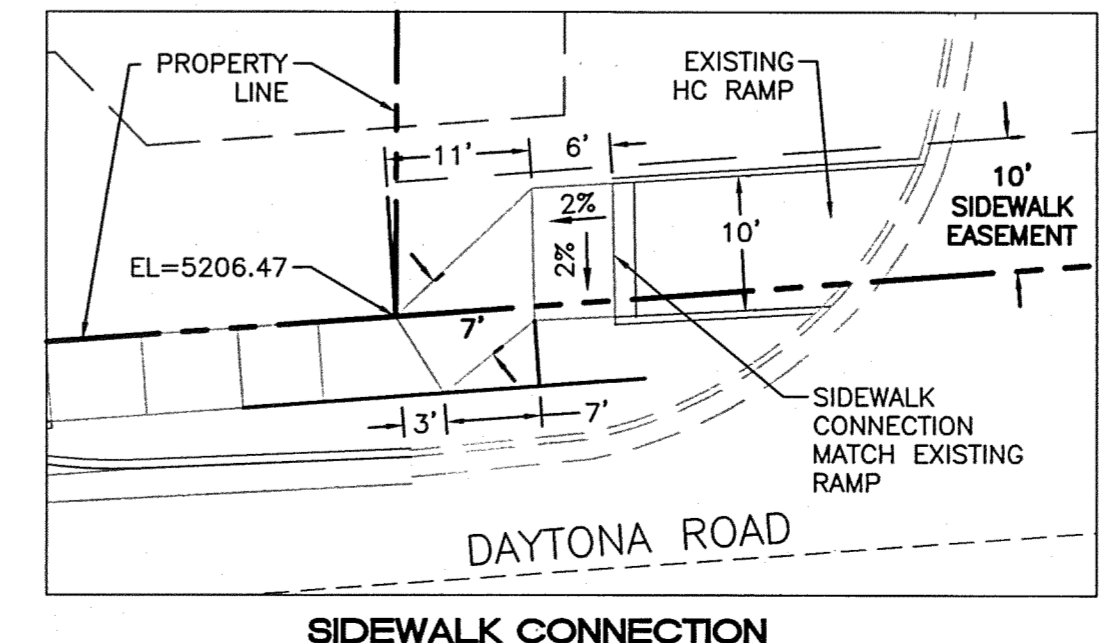 PROPERTY
LINE
EXISTING
HC RAMP
11'
6'
10'
SIDEWALK
EASEMENT
2%
2%
10'
EL=5206.47
7'
3'
7'
SIDEWALK
CONNECTION
MATCH EXISTING
RAMP
DAYTONA ROAD
SIDEWALK CONNECTION